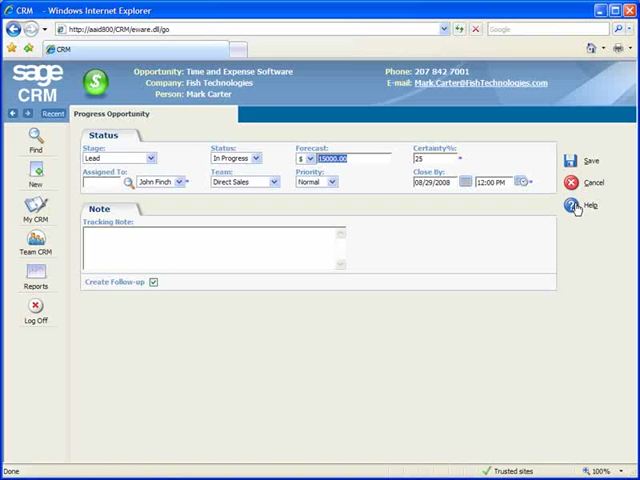 CRM - Windows Internet Explorer
http://aaid800/CRM/eware.dll/go
CRM
sage
CRM
$
Opportunity: Time and Expense Software
Company: Fish Technologies
Person: Mark Carter
Phone: 207 842 7001
E-mail: Mark.Carter@FishTechnologies.com
Recent
Progress Opportunity
Find
New
My CRM
Team CRM
Reports
Log Off
Status
Stage: Status: Forecast: Certainty%:
Lead In Progress $ 15000.00 25 *
Assigned To: Team: Priority: Close By:
John Finch * Direct Sales Normal 08/29/2008 12:00 PM *
Note
Tracking Note:
Create Follow-up
Save
Cancel
Help
Done Trusted sites 100%